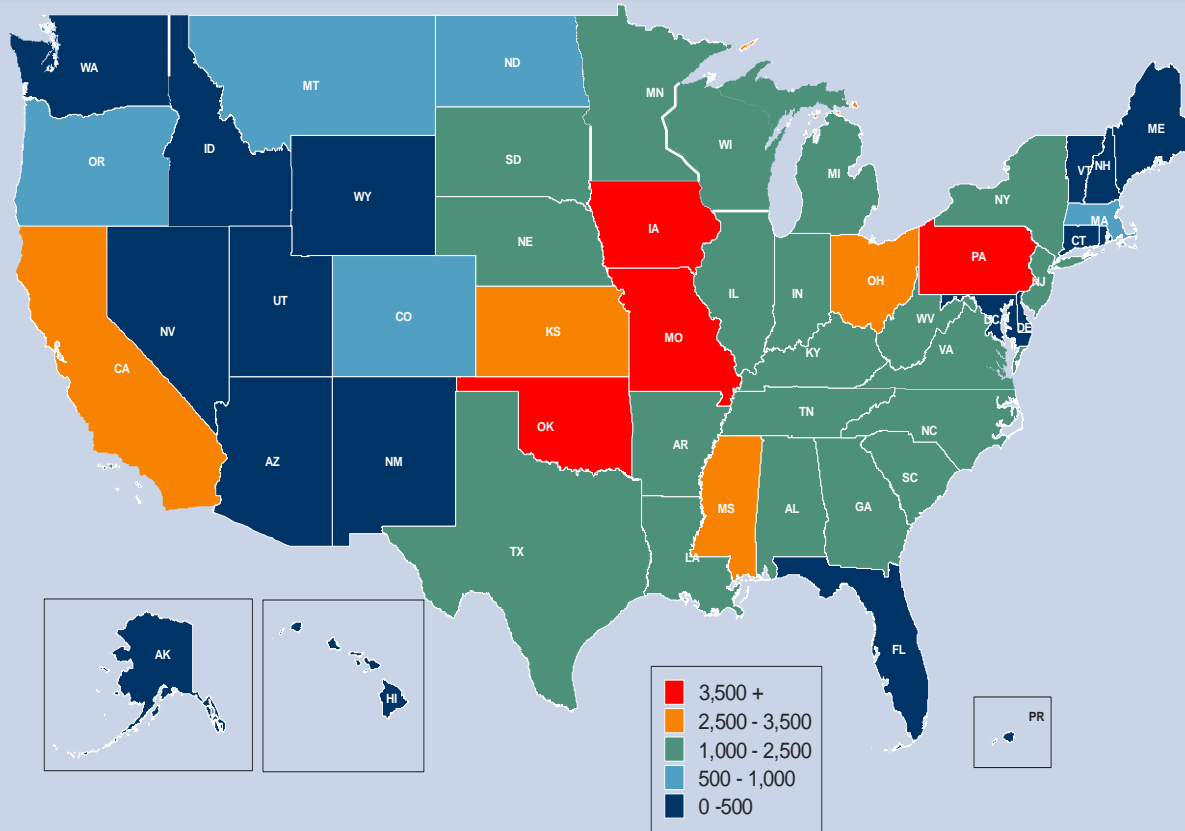 WA
MT
ND
MN
ME
OR
ID
SD
WI
MI
VT
NH
WY
NY
MA
IA
NE
PA
CT
NV
UT
CO
KS
MO
IL
IN
OH
NJ
CA
WV
DC
DE
KY
VA
AZ
NM
OK
AR
TN
NC
SC
MS
AL
GA
TX
LA
AK
HI
FL
PR
3,500 +
2,500 - 3,500
1,000 - 2,500
500 - 1,000
0 -500